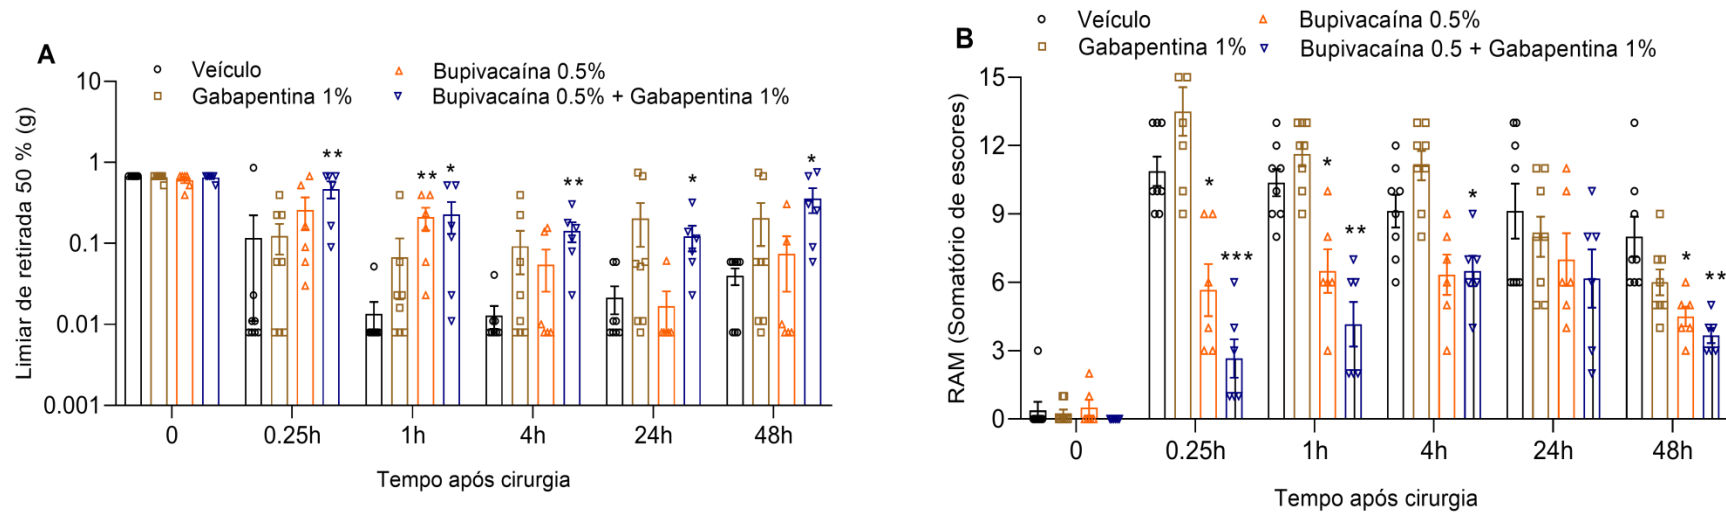 A
Veículo
Bupivacaína 0.5%
Gabapentina 1%
Bupivacaína 0.5% + Gabapentina 1%
Limiar de retirada 50 % (g)
10
1
0.1
0.01
0.001
**
**
*
**
*
*
0
0.25h
1h
4h
24h
48h
Tempo após cirurgia
B
Veículo
Bupivacaína 0.5%
Gabapentina 1%
Bupivacaína 0.5 + Gabapentina 1%
RAM (Somatório de escores)
15
12
9
6
3
0
*
***
*
**
*
*
**
0
0.25h
1h
4h
24h
48h
Tempo após cirurgia